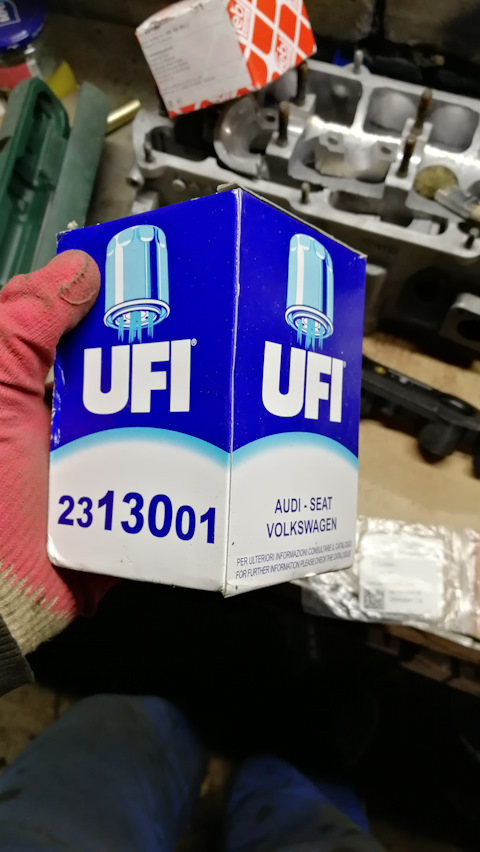 febi
UFI®
2313001
UFI®
AUDI - SEAT
VOLKSWAGEN
PER ULTERIORI INFORMAZIONI CONSULTARE IL CATALOGO
FOR FURTHER INFORMATION PLEASE CHECK THE CATALOGUE